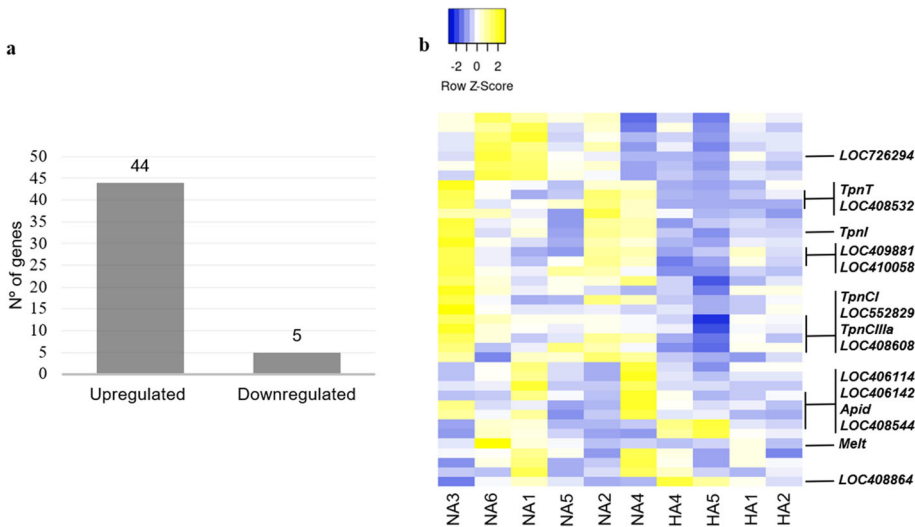 a
N° of genes
50
45
40
35
30
25
20
15
10
5
0
44
5
Upregulated
Downregulated
b
-2 0 2
Row Z-Score
LOC726294
TpnT
LOC408532
TpnI
LOC409881
LOC410058
TpnCI
LOC552829
TpnCIIIa
LOC408608
LOC406114
LOC406142
Apid
LOC408544
Melt
LOC408864
NA3 NA6 NA1 NA5 NA2 NA4 HA4 HA5 HA1 HA2